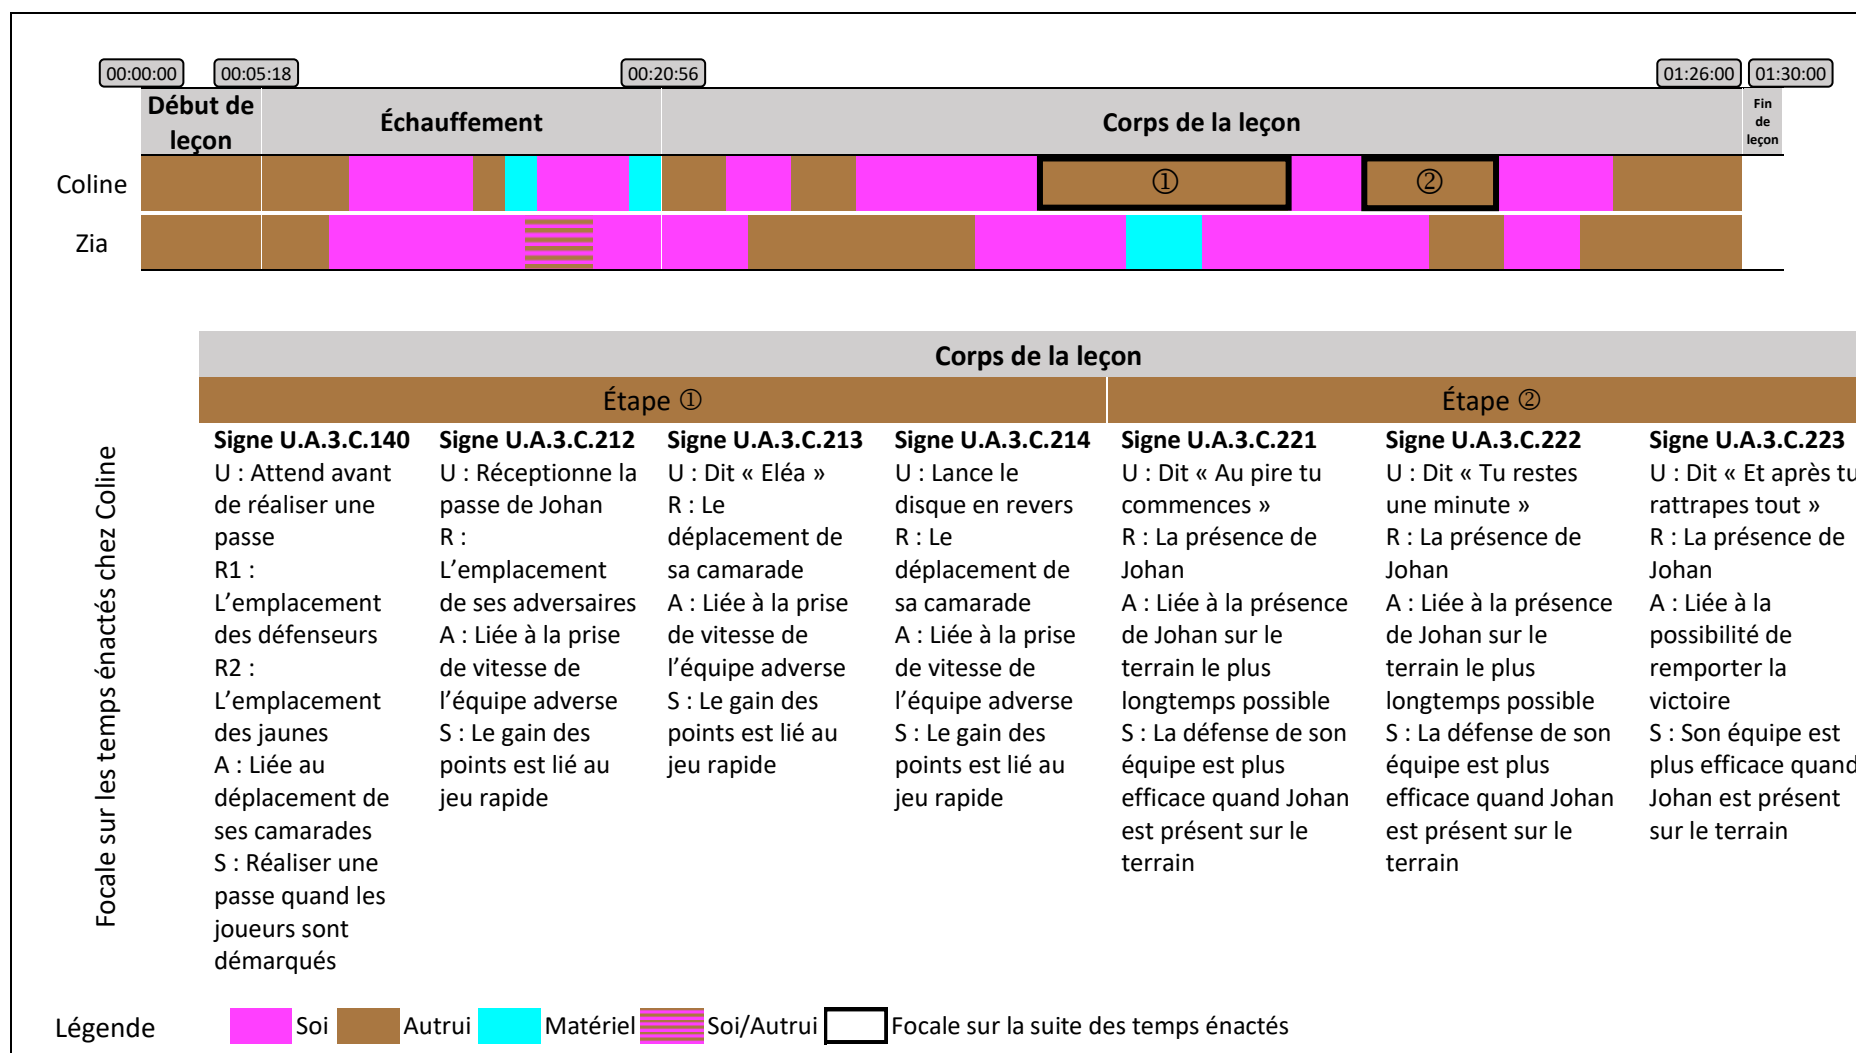 00:00:00 00:05:18 00:20:56 01:26:00 01:30:00
Début de
leçon
Échauffement
Corps de la leçon
Fin
de
leçon
Coline
①
②
Zia
Corps de la leçon
Étape ①
Étape ②
Focale sur les temps énactés chez Coline
Signe U.A.3.C.140
U : Attend avant
de réaliser une
passe
R1 :
L’emplacement
des défenseurs
R2 :
L’emplacement
des jaunes
A : Liée au
déplacement de
ses camarades
S : Réaliser une
passe quand les
joueurs sont
démarqués
Signe U.A.3.C.212
U : Réceptionne la
passe de Johan
R :
L’emplacement
de ses adversaires
A : Liée à la prise
de vitesse de
l’équipe adverse
S : Le gain des
points est lié au
jeu rapide
Signe U.A.3.C.213
U : Dit « Eléa »
R : Le
déplacement de
sa camarade
A : Liée à la prise
de vitesse de
l’équipe adverse
S : Le gain des
points est lié au
jeu rapide
Signe U.A.3.C.214
U : Lance le
disque en revers
R : Le
déplacement de
sa camarade
A : Liée à la prise
de vitesse de
l’équipe adverse
S : Le gain des
points est lié au
jeu rapide
Signe U.A.3.C.221
U : Dit « Au pire tu
commences »
R : La présence de
Johan
A : Liée à la présence
de Johan sur le
terrain le plus
longtemps possible
S : La défense de son
équipe est plus
efficace quand Johan
est présent sur le
terrain
Signe U.A.3.C.222
U : Dit « Tu restes
une minute »
R : La présence de
Johan
A : Liée à la présence
de Johan sur le
terrain le plus
longtemps possible
S : La défense de son
équipe est plus
efficace quand Johan
est présent sur le
terrain
Signe U.A.3.C.223
U : Dit « Et après tu
rattrapes tout »
R : La présence de
Johan
A : Liée à la
possibilité de
remporter la
victoire
S : Son équipe est
plus efficace quand
Johan est présent
sur le terrain
Légende Soi Autrui Matériel Soi/Autrui Focale sur la suite des temps énactés